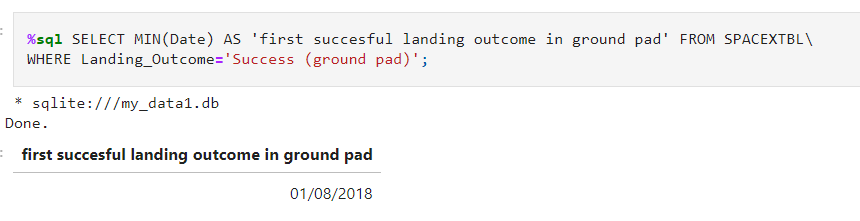 %sql SELECT MIN(Date) AS 'first succesful landing outcome in ground pad' FROM SPACEXTBL\
WHERE Landing_Outcome='Success (ground pad)';
* sqlite:///my_data1.db
Done.
first succesful landing outcome in ground pad
01/08/2018